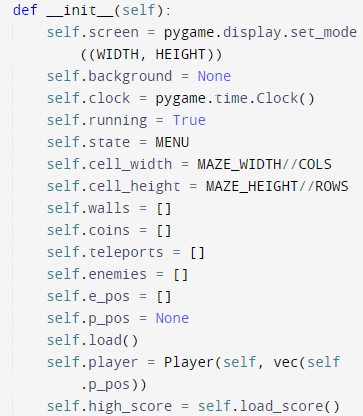 def __init__(self):
    self.screen = pygame.display.set_mode
        ((WIDTH, HEIGHT))
    self.background = None
    self.clock = pygame.time.Clock()
    self.running = True
    self.state = MENU
    self.cell_width = MAZE_WIDTH//COLS
    self.cell_height = MAZE_HEIGHT//ROWS
    self.walls = []
    self.coins = []
    self.teleports = []
    self.enemies = []
    self.e_pos = []
    self.p_pos = None
    self.load()
    self.player = Player(self, vec(self
        .p_pos))
    self.high_score = self.load_score()